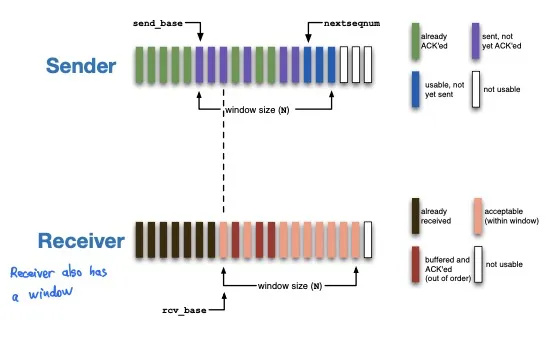 send_base
nextseqnum
Sender
already
ACK'ed
sent, not
yet ACK'ed
usable, not
yet sent
not usable
window size (N)
Receiver
already
received
acceptable
(within window)
buffered and
ACK'ed
(out of order)
not usable
window size (N)
rcv_base
Receiver also has
a window